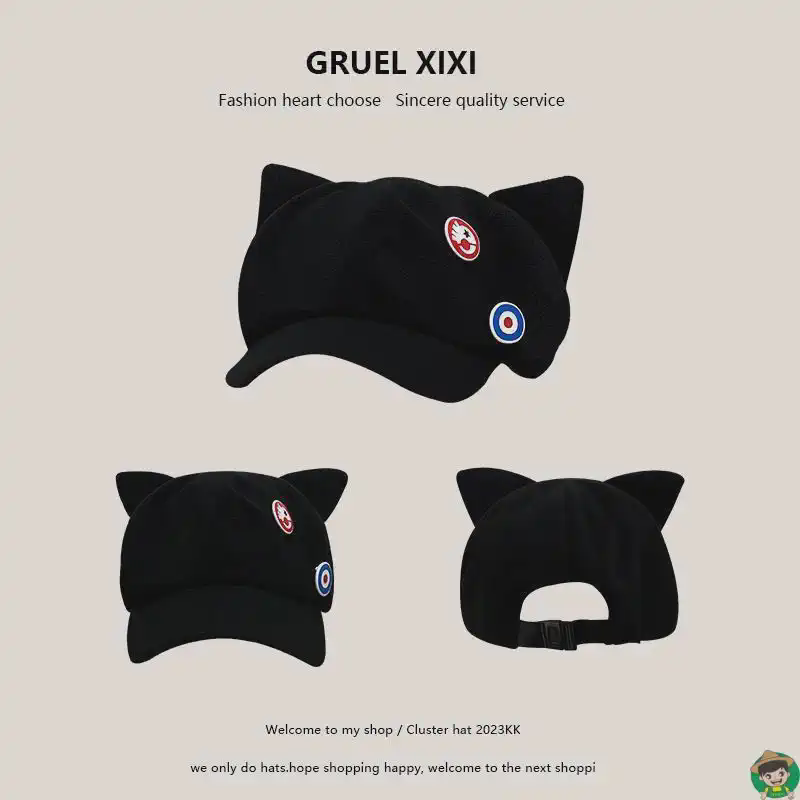 GRUEL XIXI
Fashion heart choose Sincere quality service
Welcome to my shop / Cluster hat 2023KK
we only do hats.hope shopping happy, welcome to the next shoppi